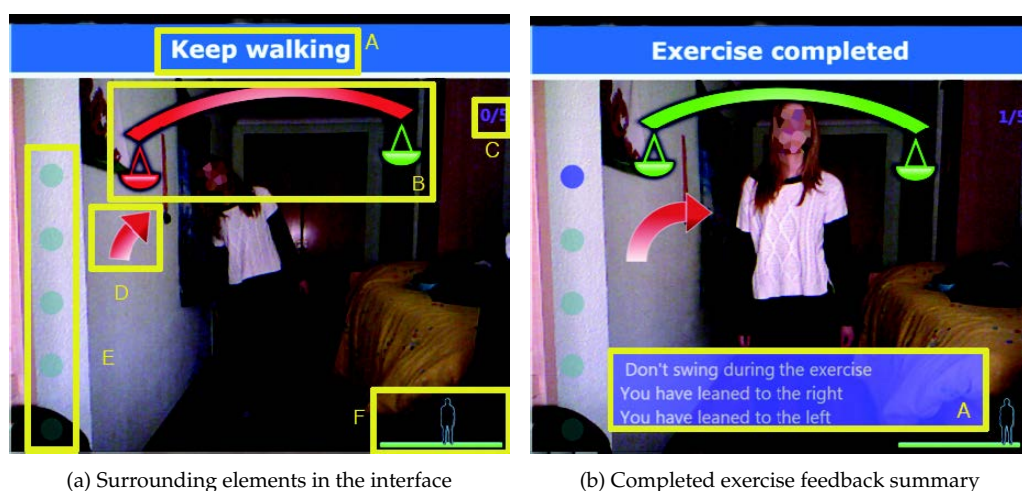 Keep walking
A
0/5
B
C
D
E
F
Exercise completed
1/5
Don't swing during the exercise
You have leaned to the right
You have leaned to the left
A
(a) Surrounding elements in the interface
(b) Completed exercise feedback summary